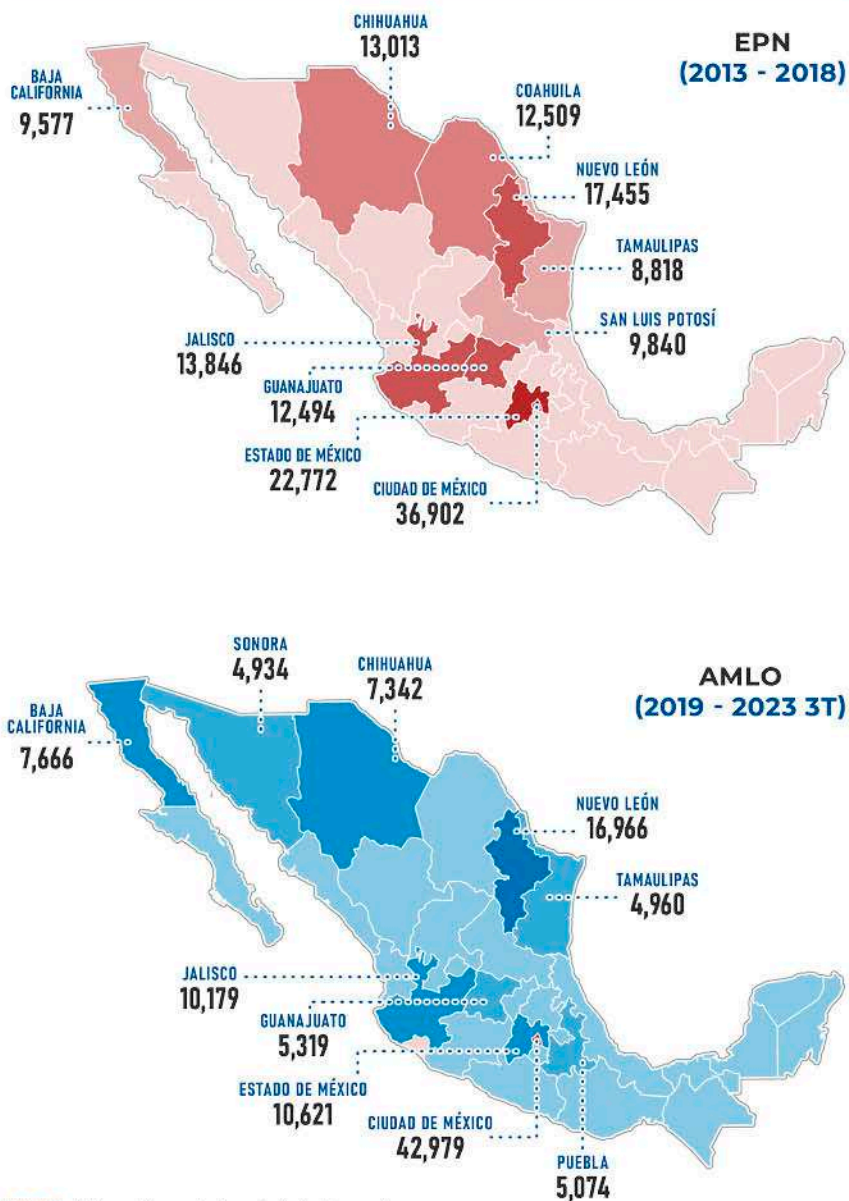 EPN
(2013 - 2018)
CHIHUAHUA
13,013
BAJA
CALIFORNIA
9,577
COAHUILA
12,509
NUEVO LEÓN
17,455
TAMAULIPAS
8,818
SAN LUIS POTOSÍ
9,840
JALISCO
13,846
GUANAJUATO
12,494
ESTADO DE MÉXICO
22,772
CIUDAD DE MÉXICO
36,902
AMLO
(2019 - 2023 3T)
SONORA
4,934
CHIHUAHUA
7,342
BAJA
CALIFORNIA
7,666
NUEVO LEÓN
16,966
TAMAULIPAS
4,960
JALISCO
10,179
GUANAJUATO
5,319
ESTADO DE MÉXICO
10,621
CIUDAD DE MÉXICO
42,979
PUEBLA
5,074